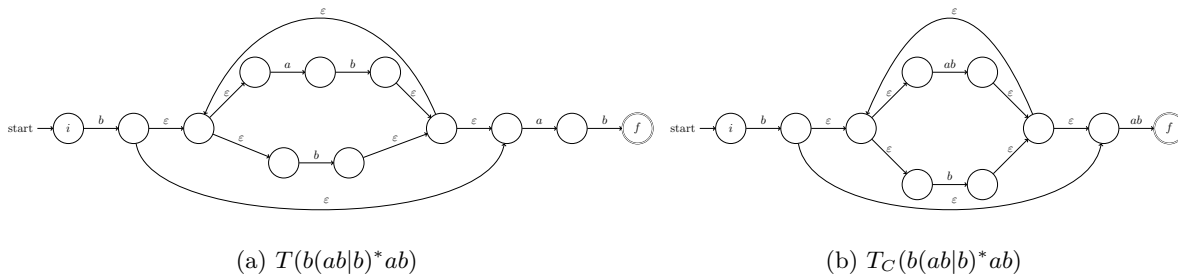 ε ε
a b ab
ε ε ε ε
start i b ε ε a b f start i b ε ε ab f
ε ε ε ε
b b
ε ε
(a) T(b(ab|b)*ab) (b) T_C(b(ab|b)*ab)